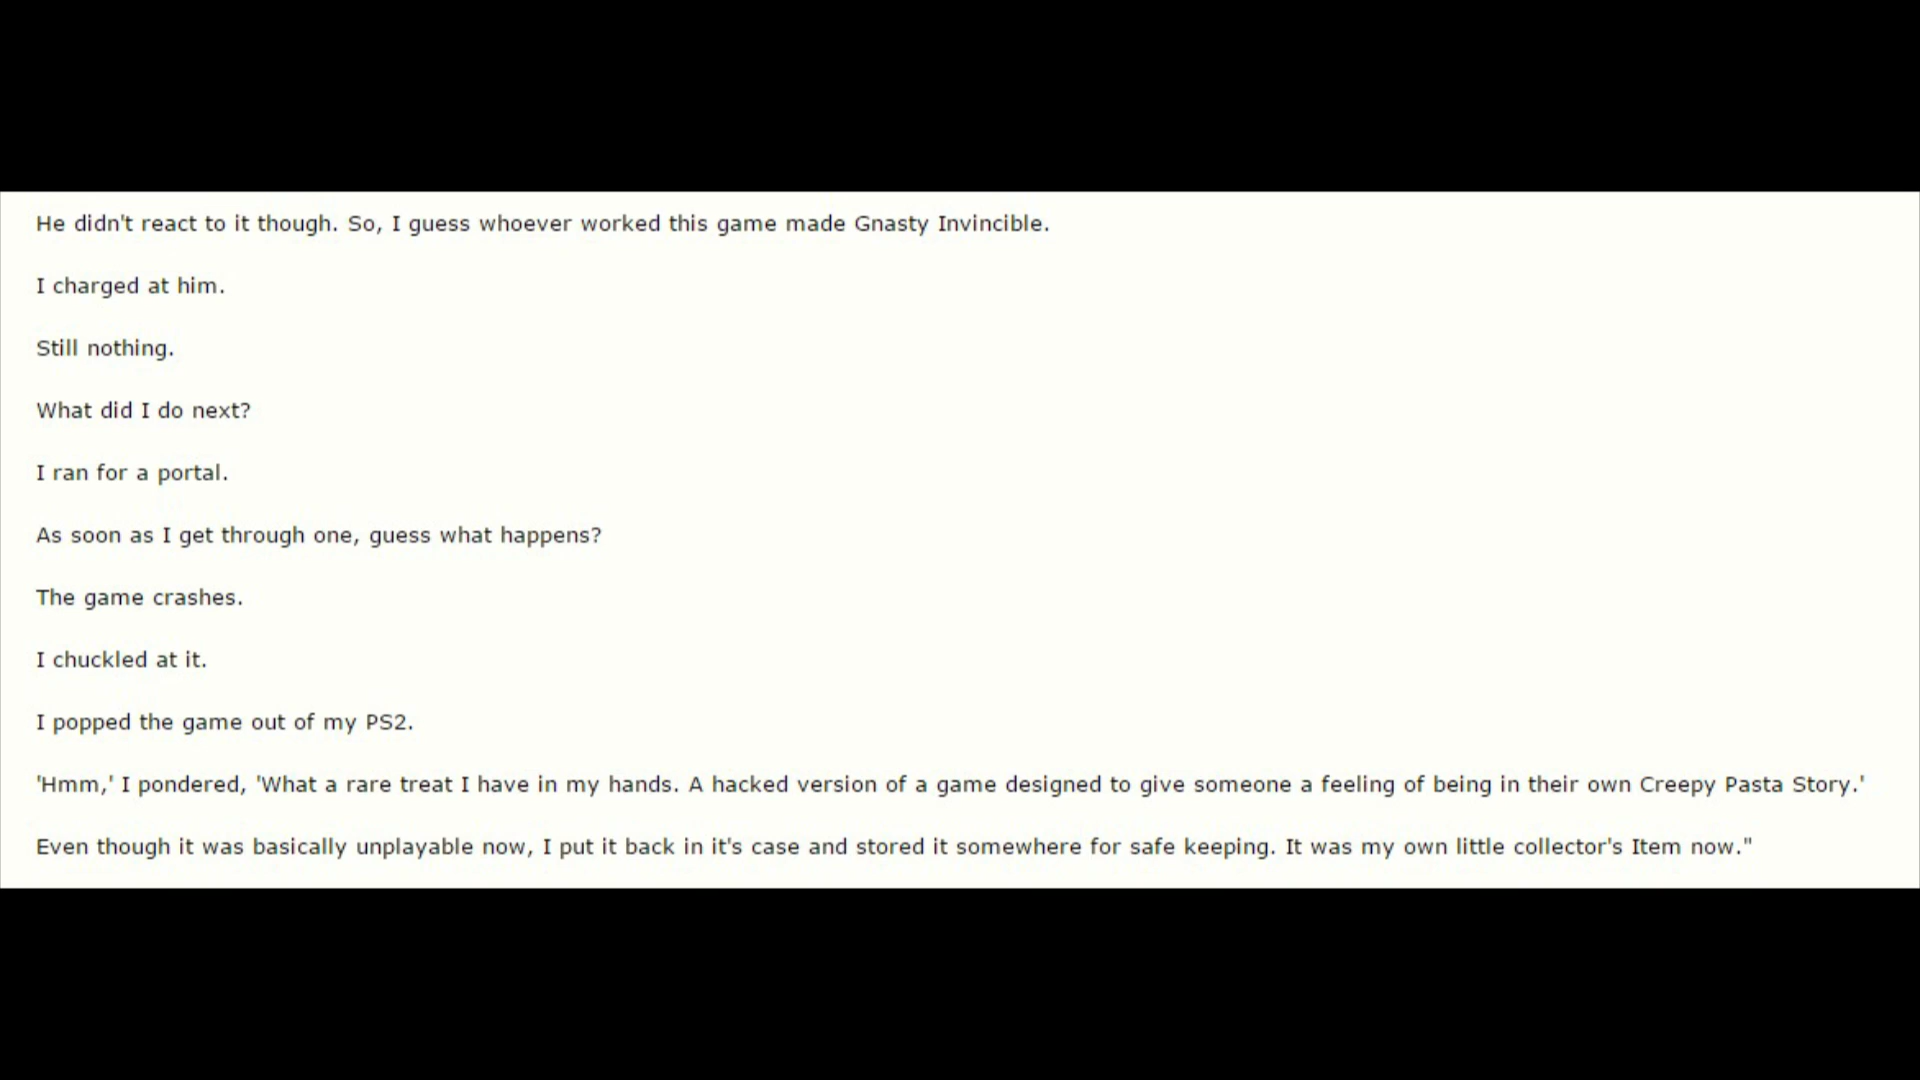 He didn't react to it though. So, I guess whoever worked this game made Gnasty Invincible.
I charged at him.
Still nothing.
What did I do next?
I ran for a portal.
As soon as I get through one, guess what happens?
The game crashes.
I chuckled at it.
I popped the game out of my PS2.
'Hmm,' I pondered, 'What a rare treat I have in my hands. A hacked version of a game designed to give someone a feeling of being in their own Creepy Pasta Story.'
Even though it was basically unplayable now, I put it back in it's case and stored it somewhere for safe keeping. It was my own little collector's Item now."